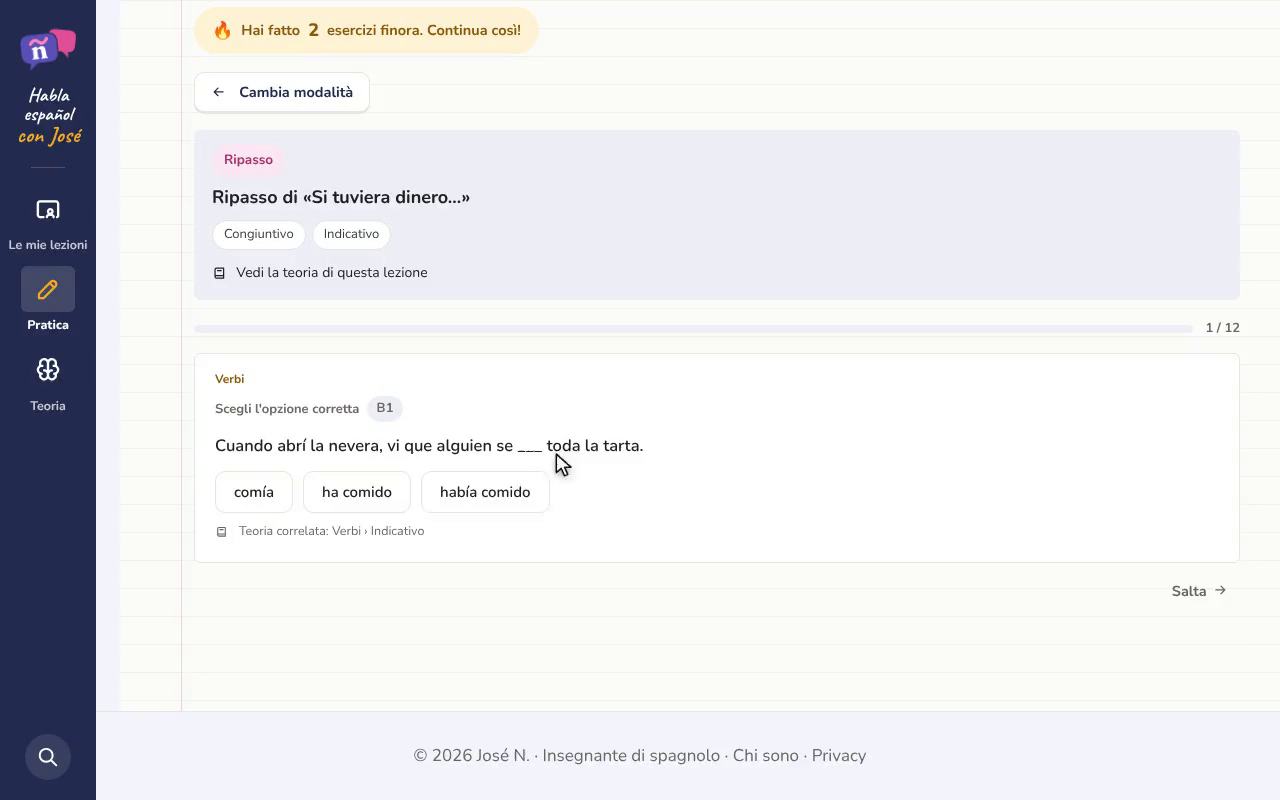 ñ
Habla
español
con José
Le mie lezioni
Pratica
Teoria
🔥 Hai fatto 2 esercizi finora. Continua così!
← Cambia modalità
Ripasso
Ripasso di «Si tuviera dinero...»
Congiuntivo Indicativo
Vedi la teoria di questa lezione
1 / 12
Verbi
Scegli l'opzione corretta B1
Cuando abrí la nevera, vi que alguien se ___ toda la tarta.
comía ha comido había comido
Teoria correlata: Verbi › Indicativo
Salta →
© 2026 José N. · Insegnante di spagnolo · Chi sono · Privacy